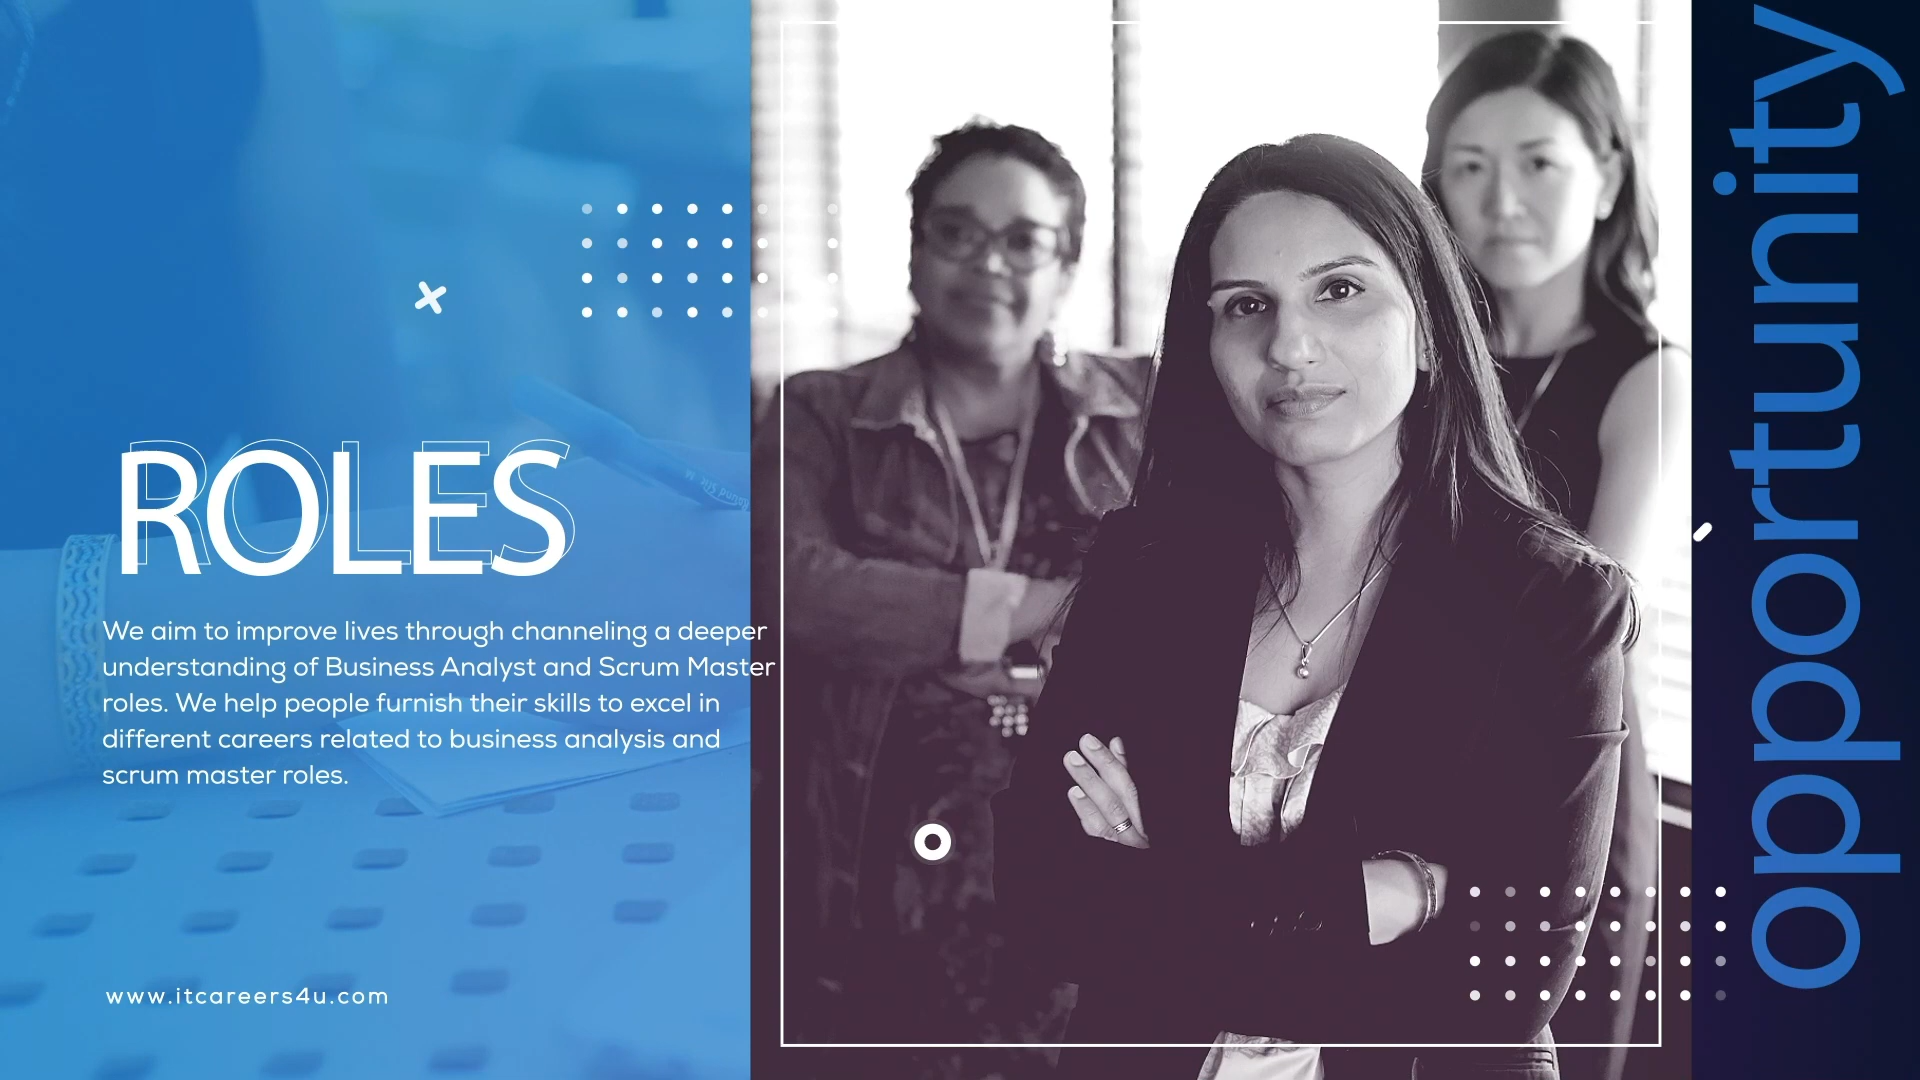 ROLES
We aim to improve lives through channeling a deeper
understanding of Business Analyst and Scrum Master
roles. We help people furnish their skills to excel in
different careers related to business analysis and
scrum master roles.
www.itcareers4u.com
opportunity